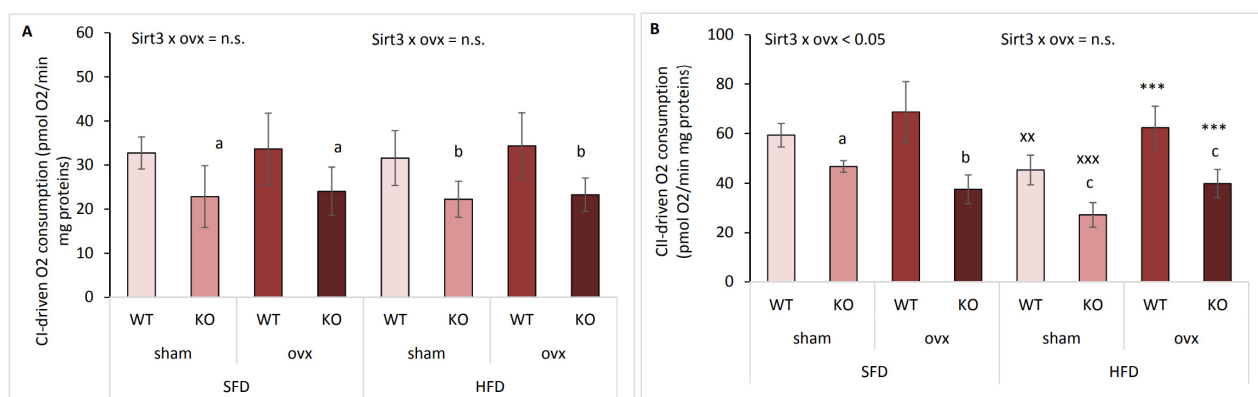 A
Sirt3 x ovx = n.s.
Sirt3 x ovx = n.s.
CI-driven O2 consumption (pmol O2/min
mg proteins)
60
50
40
30
20
10
0
a
a
b
b
WT
KO
WT
KO
WT
KO
WT
KO
sham
ovx
sham
ovx
SFD
HFD
B
Sirt3 x ovx < 0.05
Sirt3 x ovx = n.s.
CII-driven O2 consumption
(pmol O2/min mg proteins)
100
80
60
40
20
0
a
b
xx
xxx
c
***
***
c
WT
KO
WT
KO
WT
KO
WT
KO
sham
ovx
sham
ovx
SFD
HFD